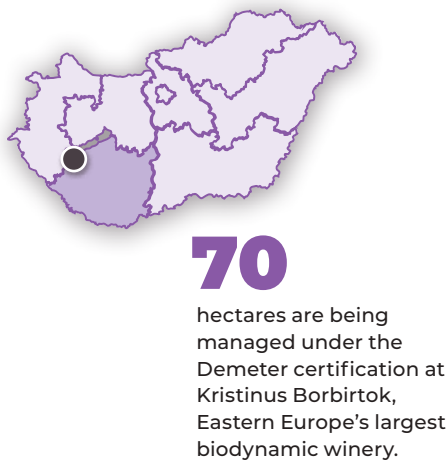 70
hectares are being
managed under the
Demeter certification at
Kristinus Borbirtok,
Eastern Europe’s largest
biodynamic winery.